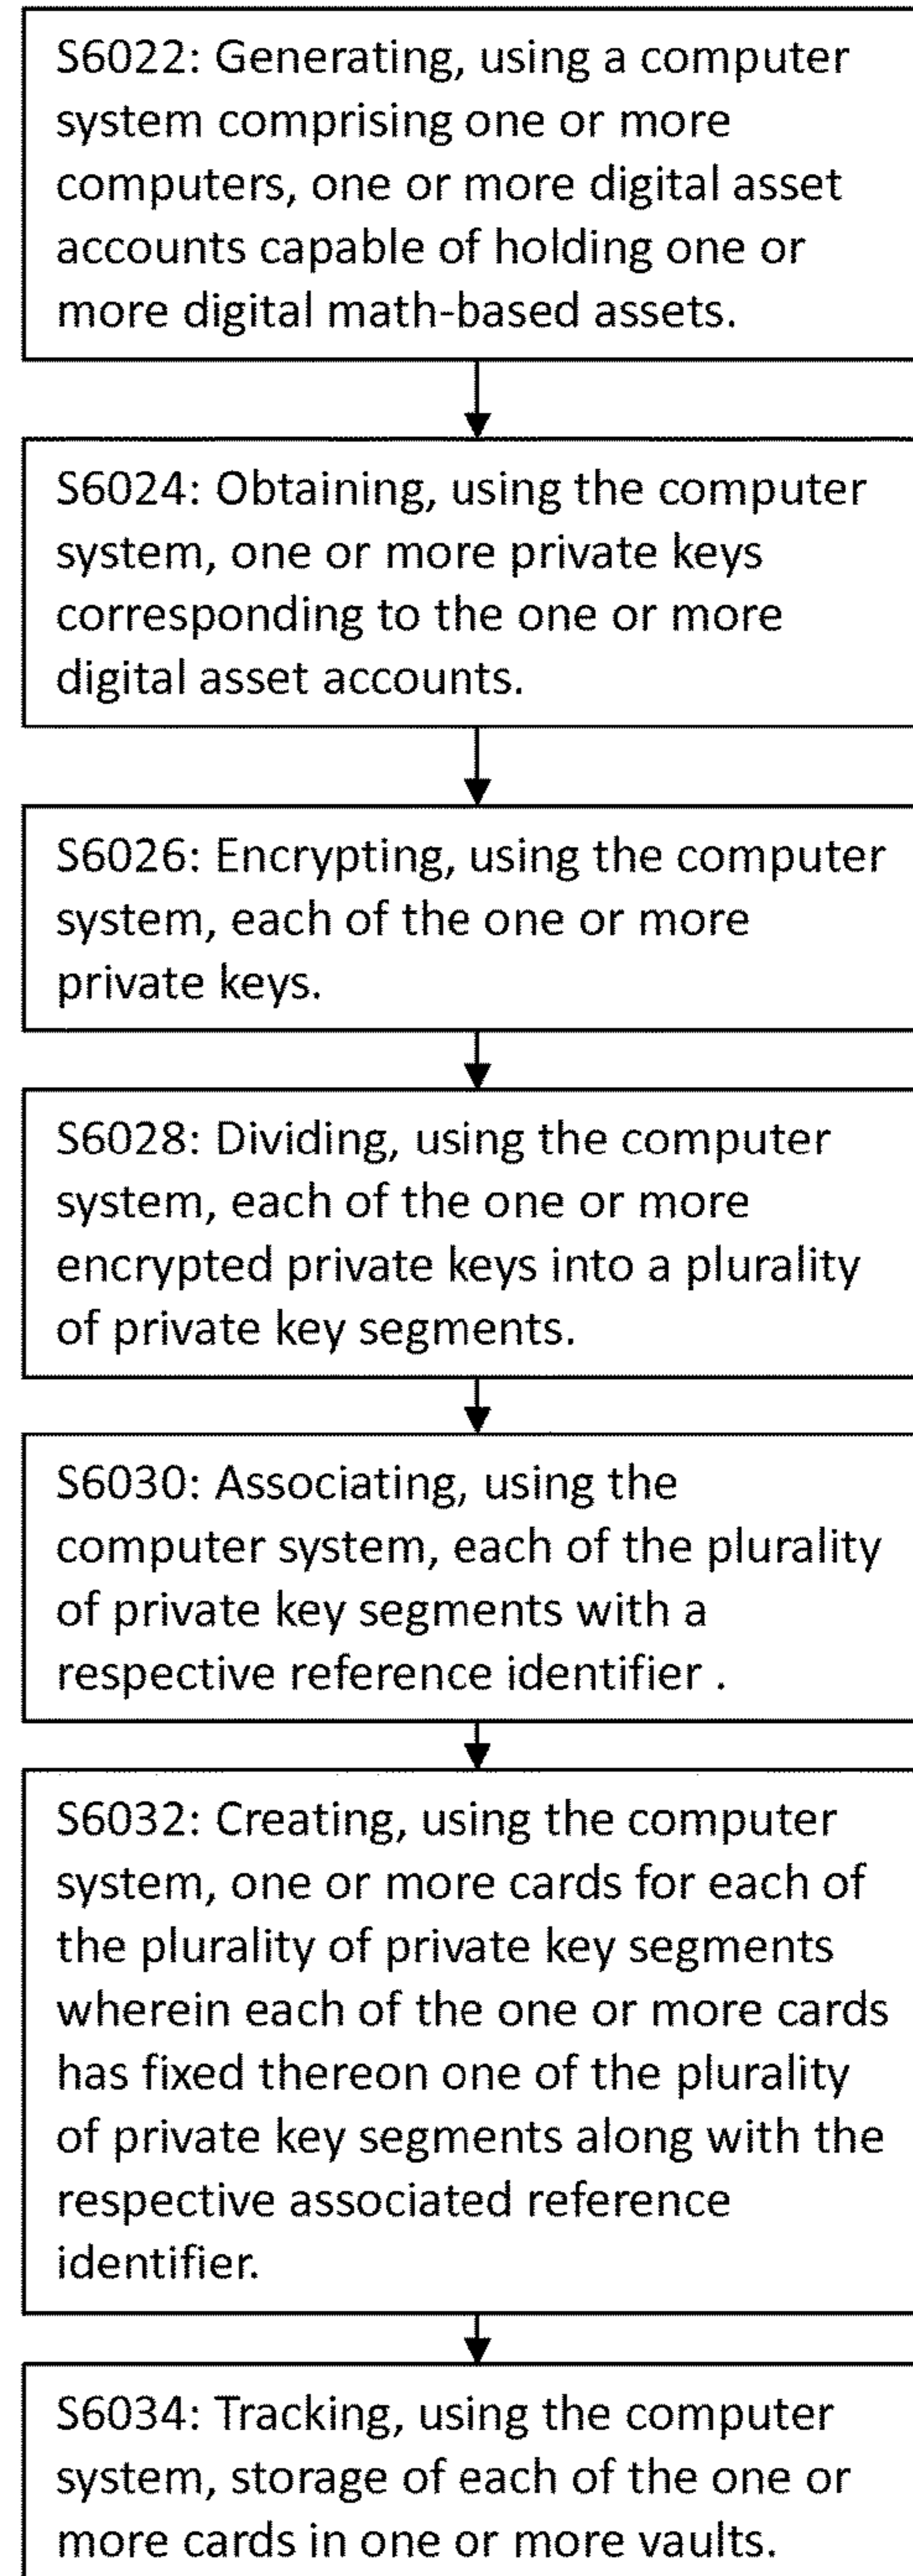 S6022: Generating, using a computer
system comprising one or more
computers, one or more digital asset
accounts capable of holding one or
more digital math-based assets.
S6024: Obtaining, using the computer
system, one or more private keys
corresponding to the one or more
digital asset accounts.
S6026: Encrypting, using the computer
system, each of the one or more
private keys.
S6028: Dividing, using the computer
system, each of the one or more
encrypted private keys into a plurality
of private key segments.
S6030: Associating, using the
computer system, each of the plurality
of private key segments with a
respective reference identifier .
S6032: Creating, using the computer
system, one or more cards for each of
the plurality of private key segments
wherein each of the one or more cards
has fixed thereon one of the plurality
of private key segments along with the
respective associated reference
identifier.
S6034: Tracking, using the computer
system, storage of each of the one or
more cards in one or more vaults.